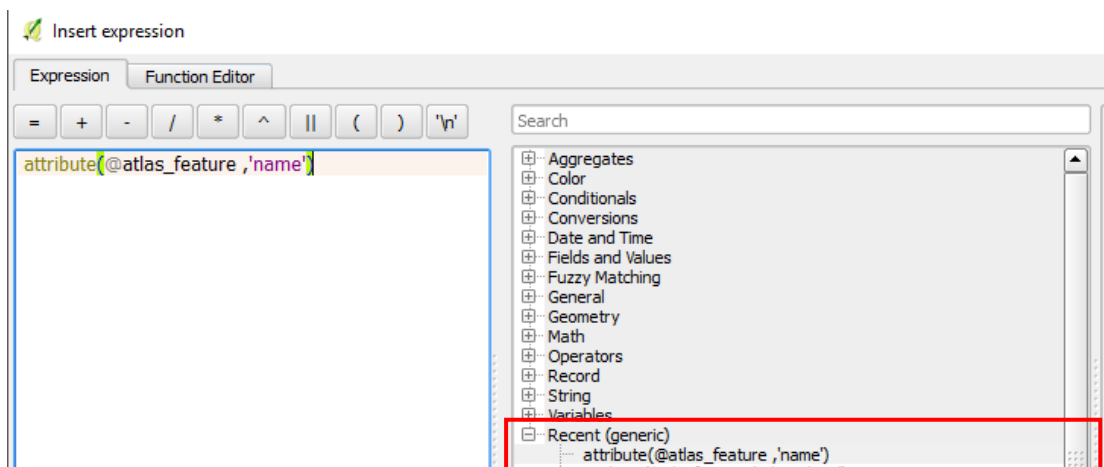 Insert expression
Expression
Function Editor
= + - / * ^ || ( ) '\n'
attribute(@atlas_feature ,'name')
Search
Aggregates
Color
Conditionals
Conversions
Date and Time
Fields and Values
Fuzzy Matching
General
Geometry
Math
Operators
Record
String
Variables
Recent (generic)
attribute(@atlas_feature ,'name')